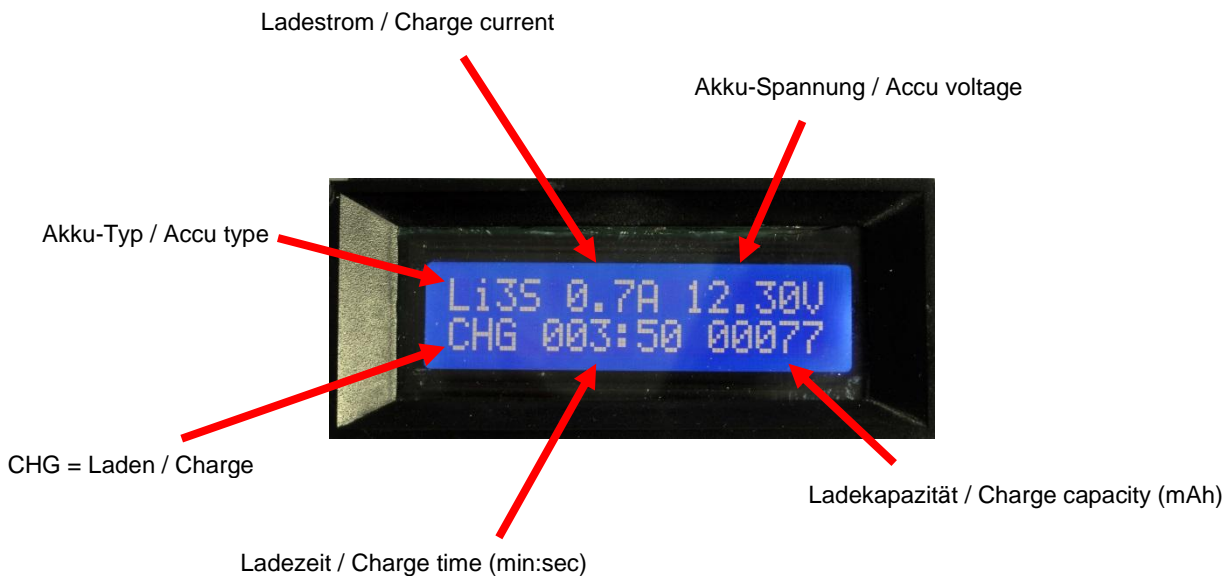 Ladestrom / Charge current
Akku-Spannung / Accu voltage
Akku-Typ / Accu type
Li3S 0.7A 12.30V
CHG 003:50 00077
CHG = Laden / Charge
Ladekapazität / Charge capacity (mAh)
Ladezeit / Charge time (min:sec)